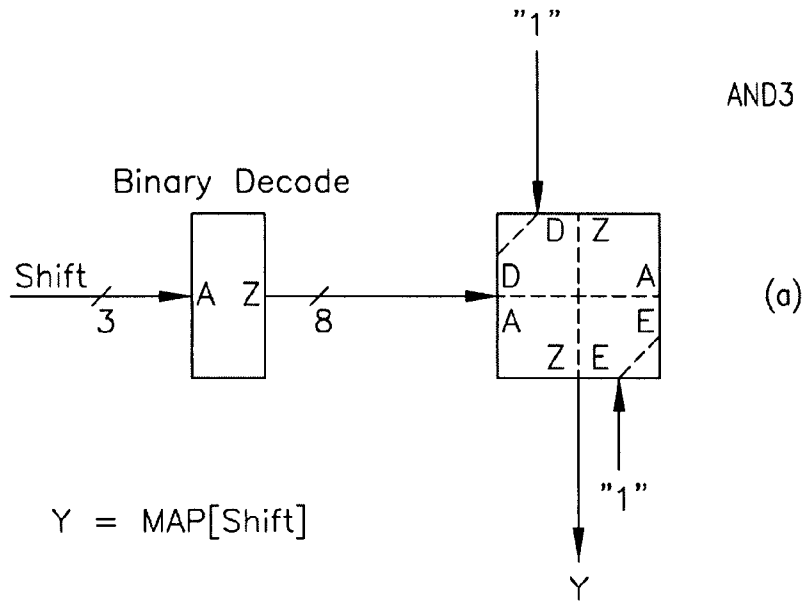 "1"
AND3
Binary Decode
D Z
Shift
A Z
D A
3
8
A E
(a)
Z E
"1"
Y = MAP[Shift]
Y